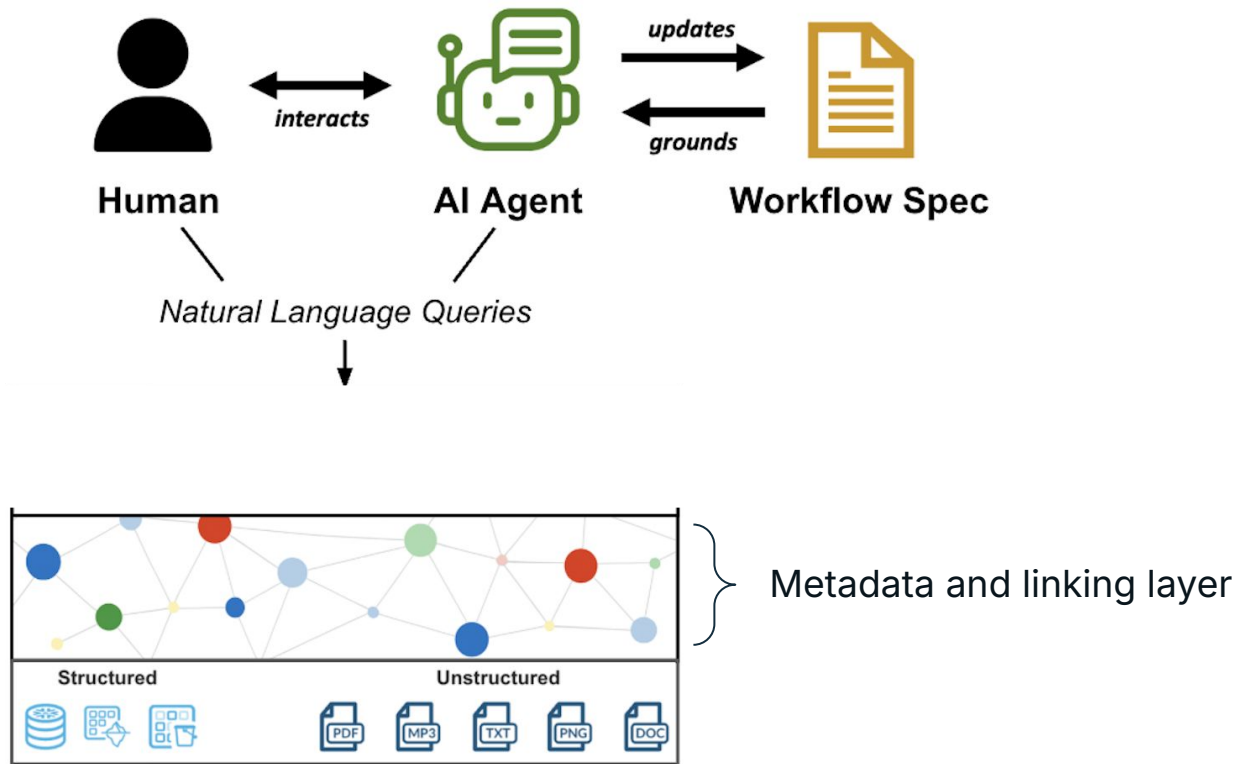 updates
interacts
grounds
Human
AI Agent
Workflow Spec
Natural Language Queries
Metadata and linking layer
Structured
Unstructured
PDF
MP3
TXT
PNG
DOC